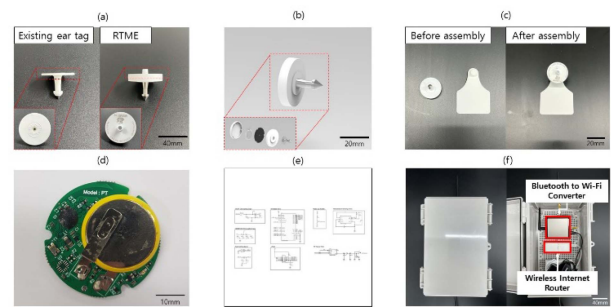 (a)
(b)
(c)
Existing ear tag
RTME
Before assembly
After assembly
40mm
20mm
20mm
(d)
(e)
(f)
Model : PT
Bluetooth to Wi-Fi
Converter
Wireless Internet
Router
10mm
40mm